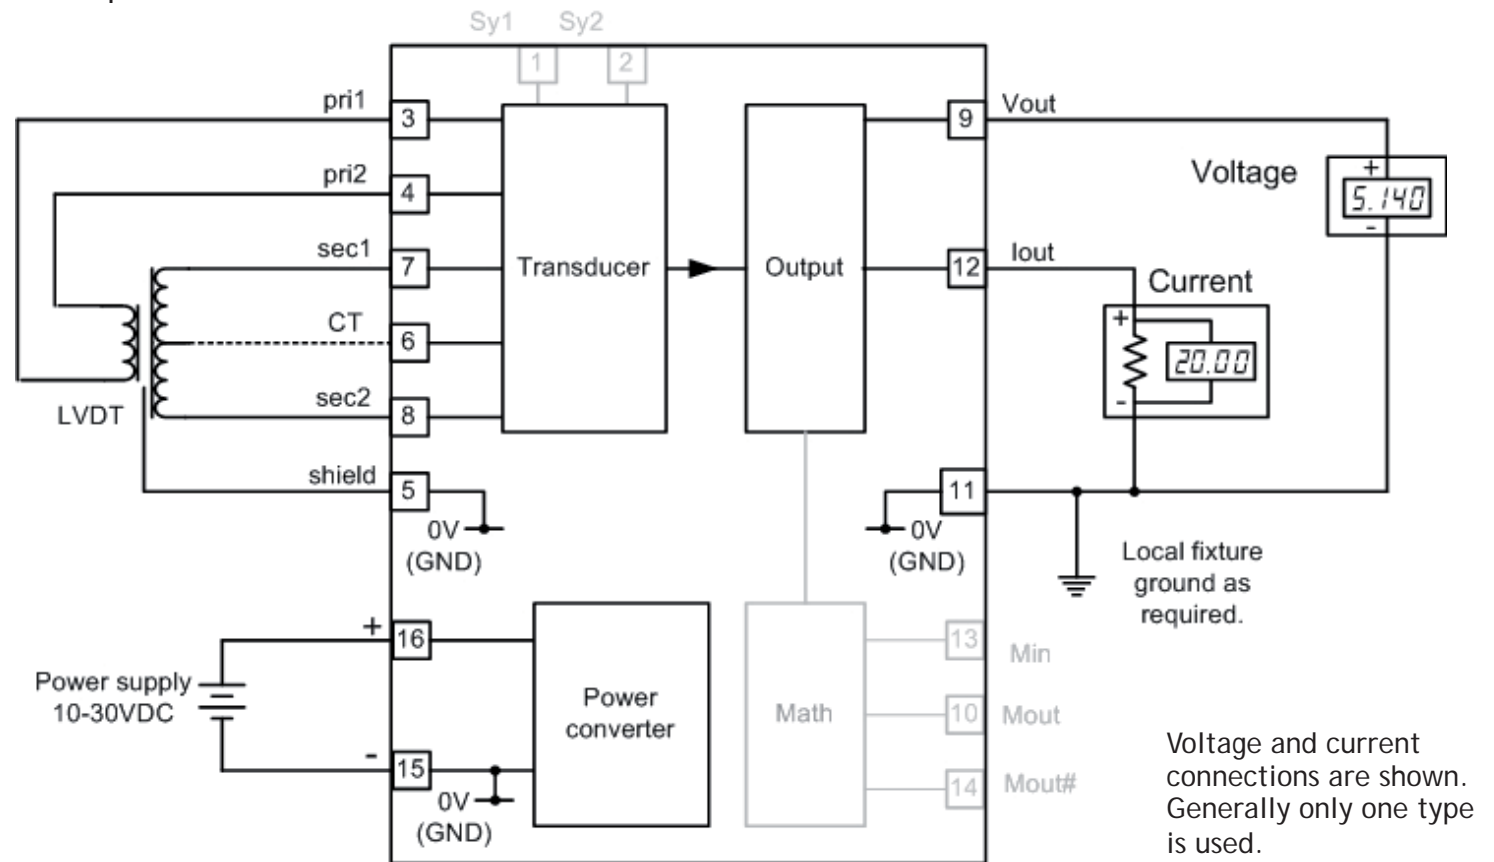 Sy1 Sy2
1 2
pri1
3
9
Vout
pri2
4
Voltage
+
5.140
-
sec1
7
Transducer
Output
12
Iout
Current
CT
6
+
20.00
-
LVDT
sec2
8
shield
5
11
0V
(GND)
0V
(GND)
Local fixture
ground as
required.
+
16
Power supply
10-30VDC
Power
converter
Math
13
Min
10
Mout
14
Mout#
-
15
0V
(GND)
Voltage and current
connections are shown.
Generally only one type
is used.